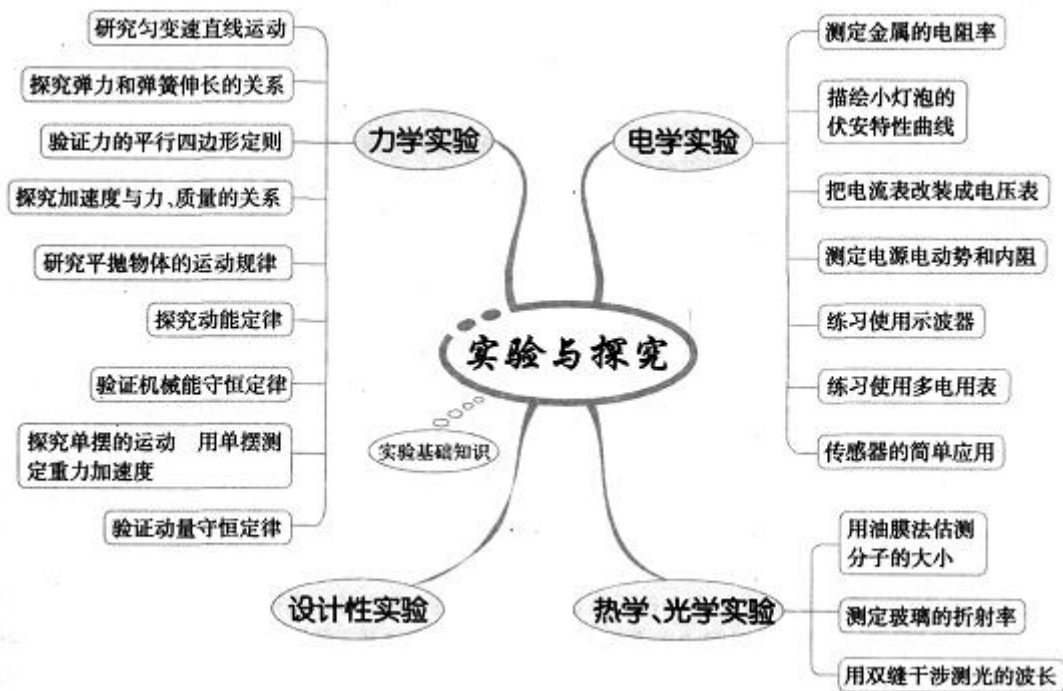 实验与探究
实验基础知识
力学实验
研究匀变速直线运动
探究弹力和弹簧伸长的关系
验证力的平行四边形定则
探究加速度与力、质量的关系
研究平抛物体的运动规律
探究动能定律
验证机械能守恒定律
探究单摆的运动 用单摆测
定重力加速度
验证动量守恒定律
电学实验
测定金属的电阻率
描绘小灯泡的
伏安特性曲线
把电流表改装成电压表
测定电源电动势和内阻
练习使用示波器
练习使用多电用表
传感器的简单应用
设计性实验
热学、光学实验
用油膜法估测
分子的大小
测定玻璃的折射率
用双缝干涉测光的波长